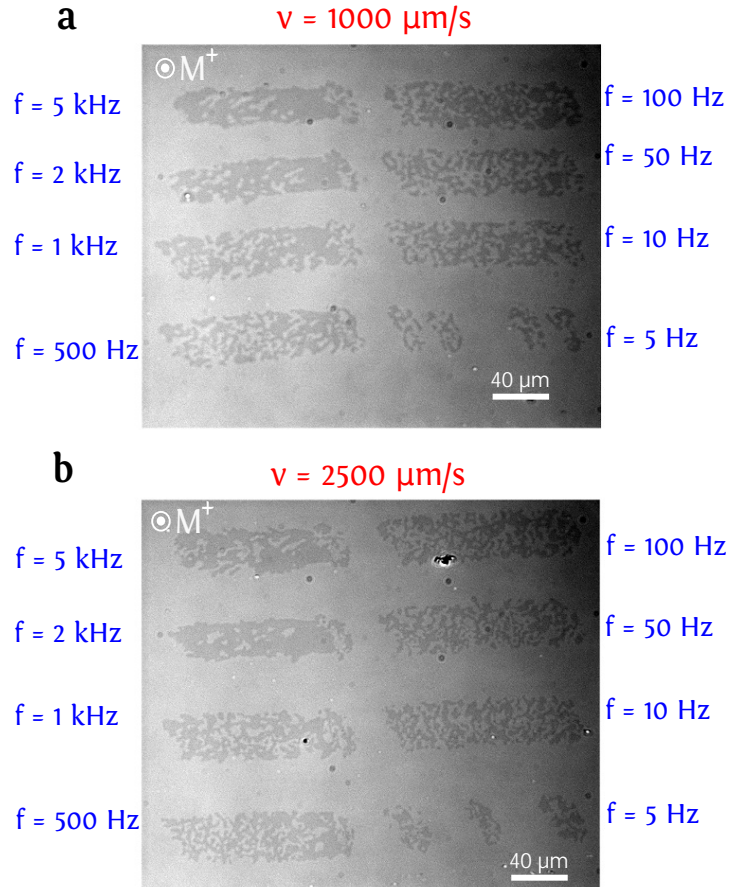 a
ν = 1000 µm/s
⊙M⁺
f = 5 kHz
f = 100 Hz
f = 2 kHz
f = 50 Hz
f = 1 kHz
f = 10 Hz
f = 500 Hz
f = 5 Hz
40 µm
b
ν = 2500 µm/s
⊙M⁺
f = 5 kHz
f = 100 Hz
f = 2 kHz
f = 50 Hz
f = 1 kHz
f = 10 Hz
f = 500 Hz
f = 5 Hz
40 µm